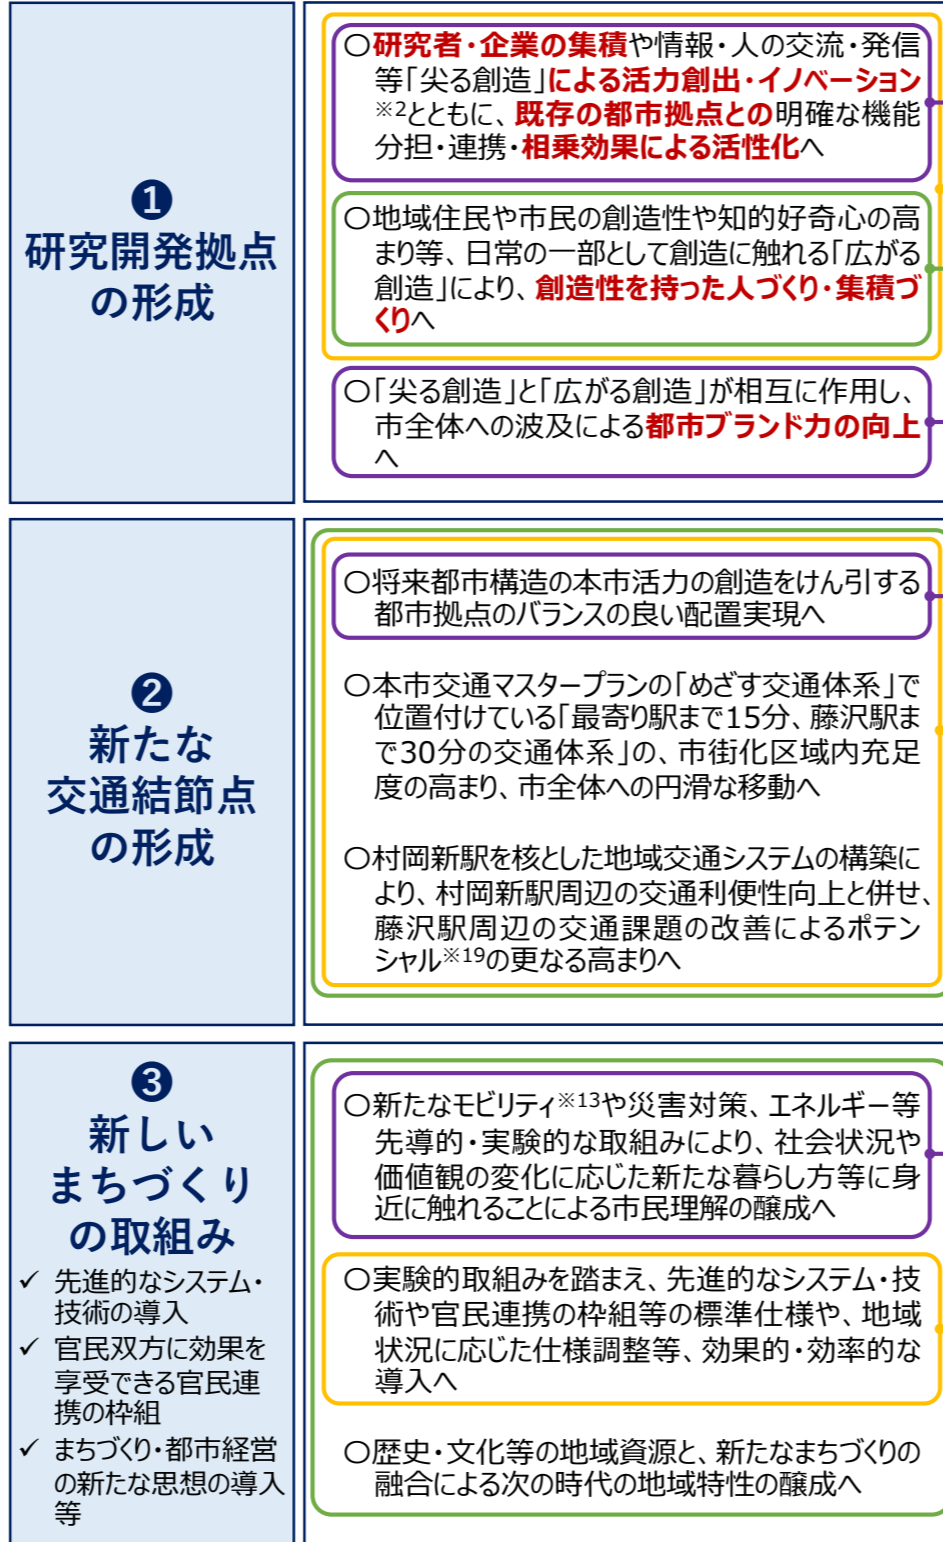 ❶
研究開発拠点
の形成
〇研究者・企業の集積や情報・人の交流・発信
等「尖る創造」による活力創出・イノベーション
※2とともに、既存の都市拠点との明確な機能
分担・連携・相乗効果による活性化へ
〇地域住民や市民の創造性や知的好奇心の高
まり等、日常の一部として創造に触れる「広がる
創造」により、創造性を持った人づくり・集積づ
くりへ
〇「尖る創造」と「広がる創造」が相互に作用し、
市全体への波及による都市ブランド力の向上
へ
❷
新たな
交通結節点
の形成
〇将来都市構造の本市活力の創造をけん引する
都市拠点のバランスの良い配置実現へ
〇本市交通マスタープランの「めざす交通体系」で
位置付けている「最寄り駅まで15分、藤沢駅ま
で30分の交通体系」の、市街化区域内充足
度の高まり、市全体への円滑な移動へ
〇村岡新駅を核とした地域交通システムの構築に
より、村岡新駅周辺の交通利便性向上と併せ、
藤沢駅周辺の交通課題の改善によるポテン
シャル※19の更なる高まりへ
❸
新しい
まちづくり
の取組み
✓ 先進的なシステム・
技術の導入
✓ 官民双方に効果を
享受できる官民連
携の枠組
✓ まちづくり・都市経営
の新たな思想の導入
等
〇新たなモビリティ※13や災害対策、エネルギー等
先導的・実験的な取組みにより、社会状況や
価値観の変化に応じた新たな暮らし方等に身
近に触れることによる市民理解の醸成へ
〇実験的取組みを踏まえ、先進的なシステム・技
術や官民連携の枠組等の標準仕様や、地域
状況に応じた仕様調整等、効果的・効率的な
導入へ
〇歴史・文化等の地域資源と、新たなまちづくりの
融合による次の時代の地域特性の醸成へ